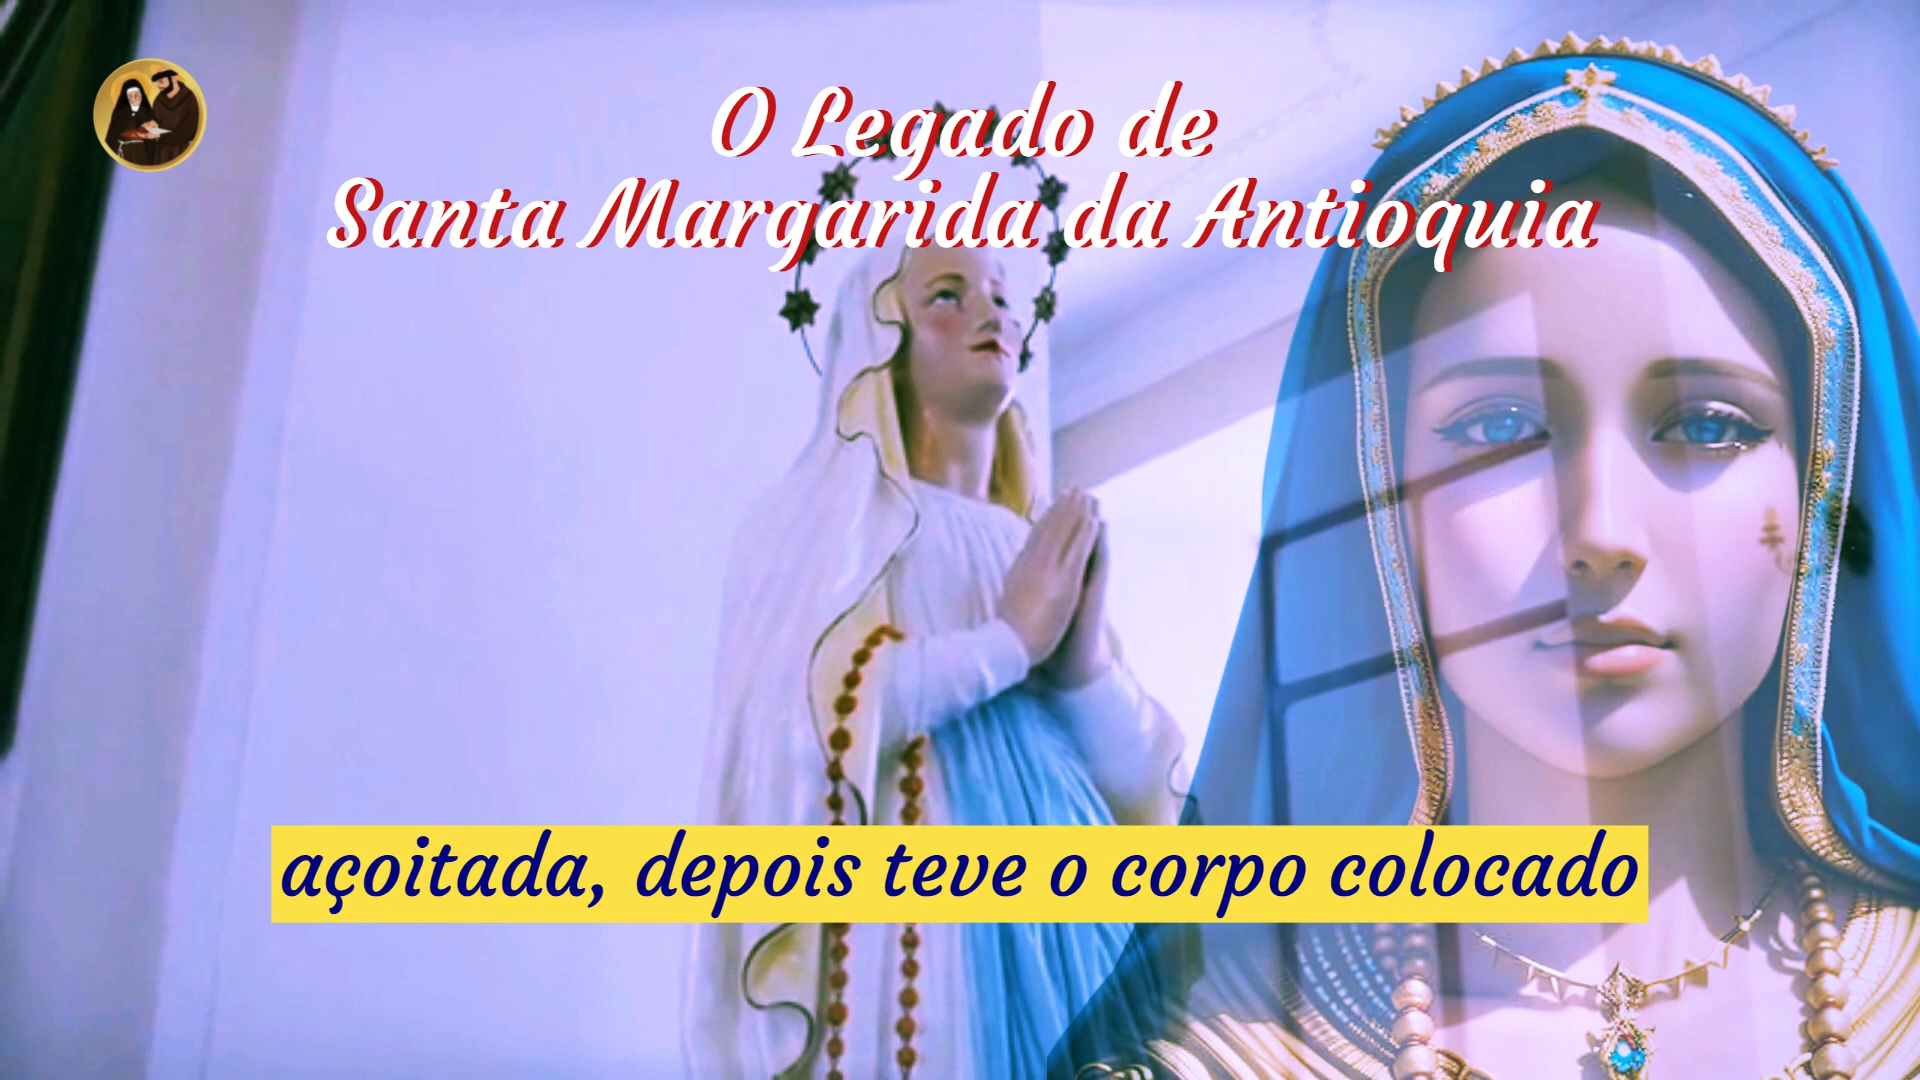 O Legado de
Santa Margarida da Antioquia
açoitada, depois teve o corpo colocado